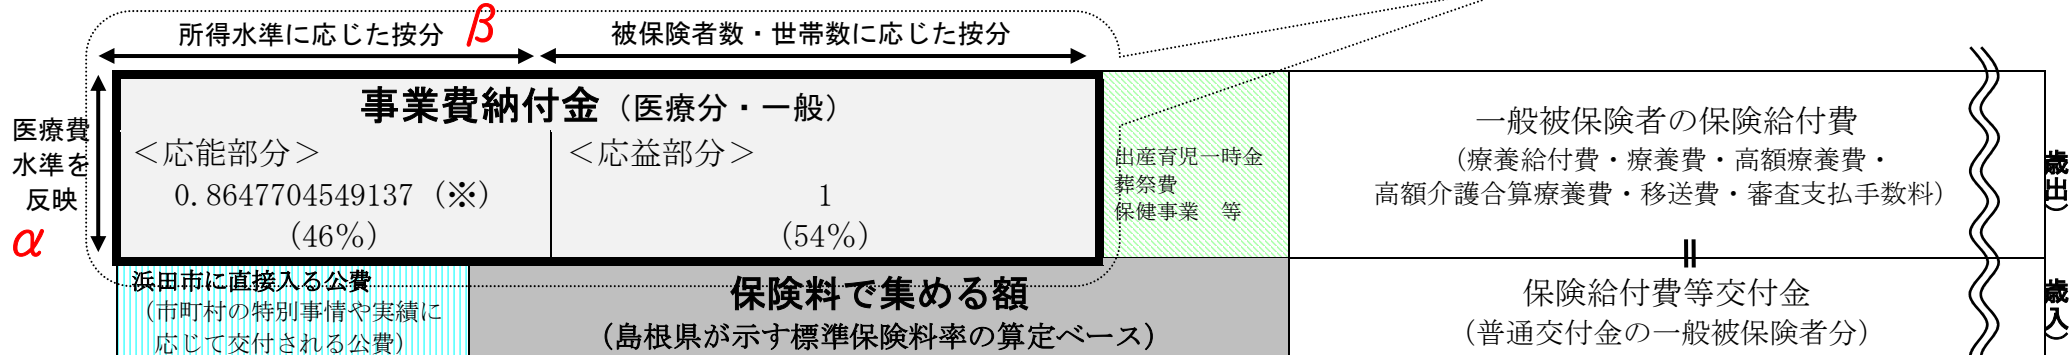 所得水準に応じた按分 β 被保険者数・世帯数に応じた按分
医療費
水準を
反映
α
事業費納付金（医療分・一般）
＜応能部分＞
0.8647704549137（※）
(46%)
＜応益部分＞
1
(54%)
出産育児一時金
葬祭費
保健事業　等
一般被保険者の保険給付費
（療養給付費・療養費・高額療養費・
高額介護合算療養費・移送費・審査支払手数料）
歳出）
＝
浜田市に直接入る公費
（市町村の特別事情や実績に
応じて交付される公費）
保険料で集める額
（島根県が示す標準保険料率の算定ベース）
保険給付費等交付金
（普通交付金の一般被保険者分）
歳入）